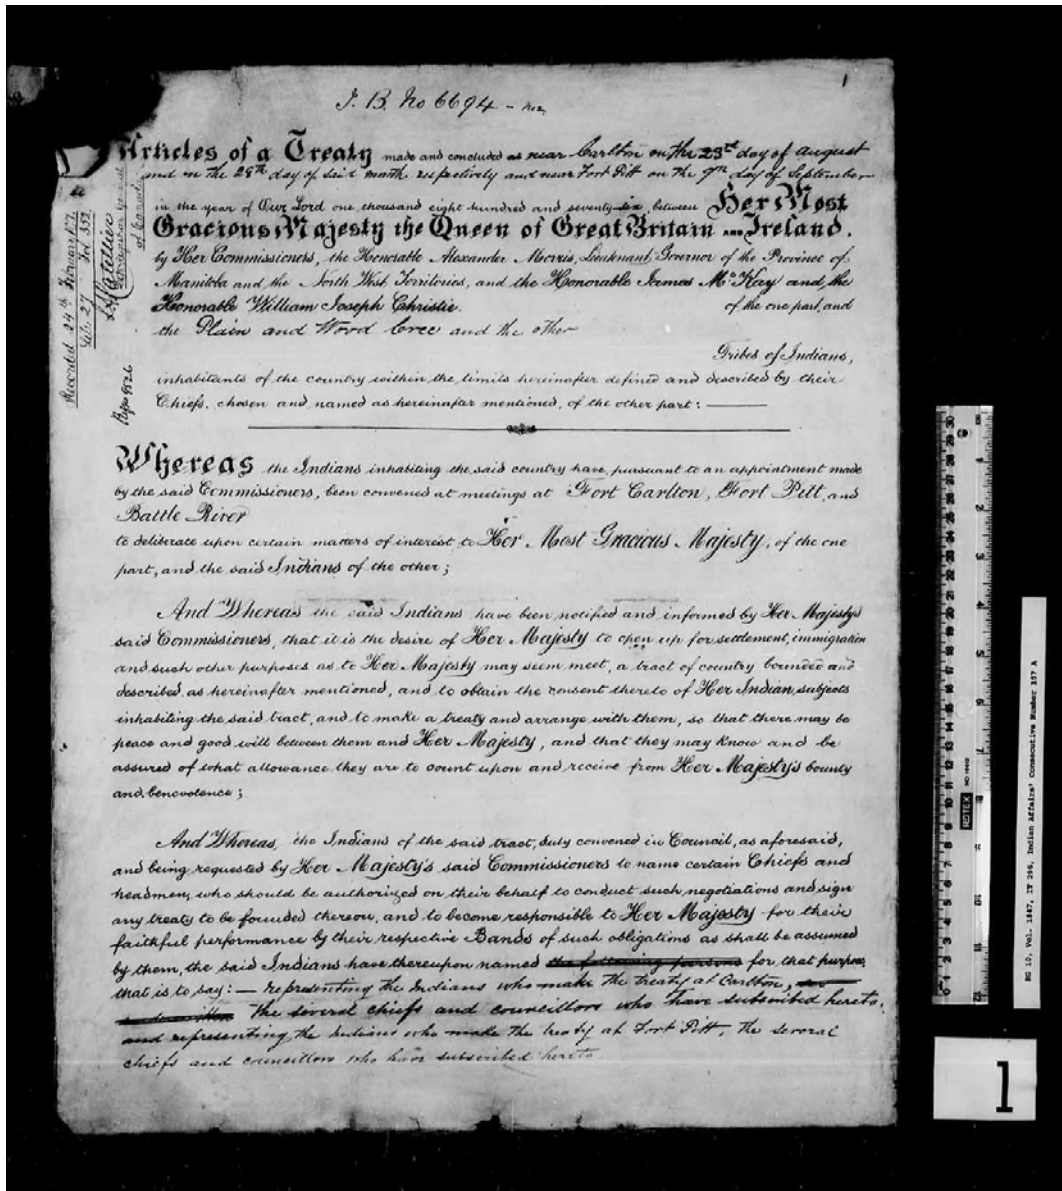 1
I. B. No 6694 -
Articles of a Treaty made and concluded at near Carlton on the 23rd day of august
and on the 28th day of said month respectively and near Fort Pitt on the 9th day of September
in the year of Our Lord one thousand eight hundred and seventy-six between Her Most
Gracious Majesty the Queen of Great Britain and Ireland.
by Her Commissioners, the Honorable Alexander Morris, Lieutenant Governor of the Province of
Manitoba and the North West Territories, and the Honorable James McKay and, the
Honorable William Joseph Christie. of the one part, and
the Plain and Wood Cree and the other
Tribes of Indians,
inhabitants of the country within the limits hereinafter defined and described by their
Chiefs, chosen and named as hereinafter mentioned, of the other part:
Recorded 24th February 1877
Lib: 27 Fol 353.
of Canada
Whereas the Indians inhabiting the said country have, pursuant to an appointment made
by the said Commissioners, been convened at meetings at Fort Carlton, Fort Pitt, and
Battle River
to deliberate upon certain matters of interest to Her Most Gracious Majesty, of the one
part, and the said Indians of the other;
And Whereas the said Indians have been notified and informed by Her Majesty's
said Commissioners, that it is the desire of Her Majesty to open up for settlement, immigration
and such other purposes as to Her Majesty may seem meet, a tract of country bounded and
described as hereinafter mentioned, and to obtain the consent thereto of Her Indian subjects
inhabiting the said tract, and to make a treaty and arrange with them, so that there may be
peace and good will between them and Her Majesty, and that they may know and be
assured of what allowance they are to count upon and receive from Her Majesty's bounty
and benevolence;
And Whereas, the Indians of the said tract, duly convened in Council, as aforesaid,
and being requested by Her Majesty's said Commissioners to name certain Chiefs and
headmen, who should be authorized on their behalf to conduct such negotiations and sign
any treaty to be founded thereon, and to become responsible to Her Majesty for their
faithful performance by their respective Bands of such obligations as shall be assumed
by them, the said Indians have thereupon named the following persons for that purpose,
that is to say: — representing the Indians who make the treaty at Carlton,
the several chiefs and councillors who have subscribed hereto,
and representing the Indians who make the treaty at Fort Pitt, the several
chiefs and councillors who have subscribed hereto.
ROTEX
RG 10, Vol. 1847, IT 296, Indian Affairs' Consecutive Number 157 A
1